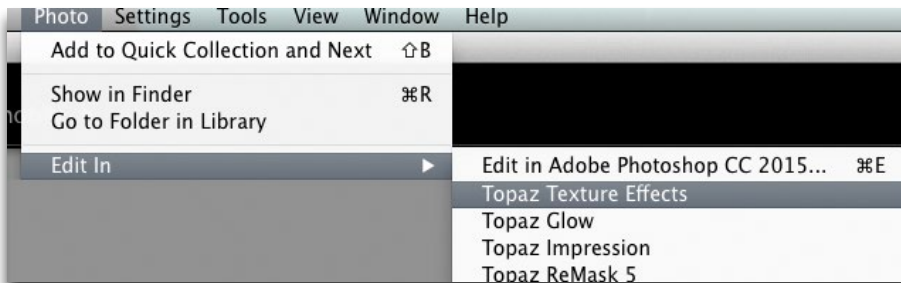 Photo Settings Tools View Window Help
Add to Quick Collection and Next ⇧B
Show in Finder ⌘R
Go to Folder in Library
Edit In ▶
Edit in Adobe Photoshop CC 2015... ⌘E
Topaz Texture Effects
Topaz Glow
Topaz Impression
Topaz ReMask 5